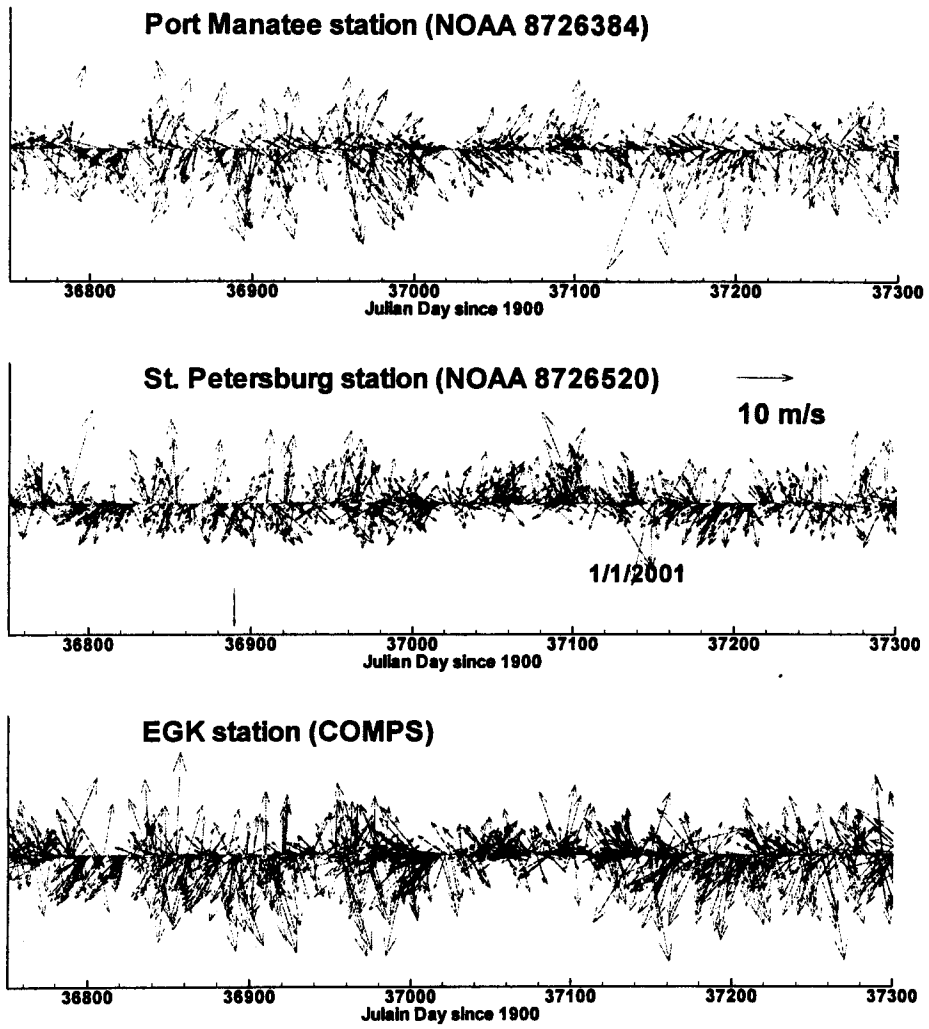 Port Manatee station (NOAA 8726384)
36800 36900 37000 37100 37200 37300
Julian Day since 1900
St. Petersburg station (NOAA 8726520)
10 m/s
1/1/2001
36800 36900 37000 37100 37200 37300
Julian Day since 1900
EGK station (COMPS)
36800 36900 37000 37100 37200 37300
Julain Day since 1900